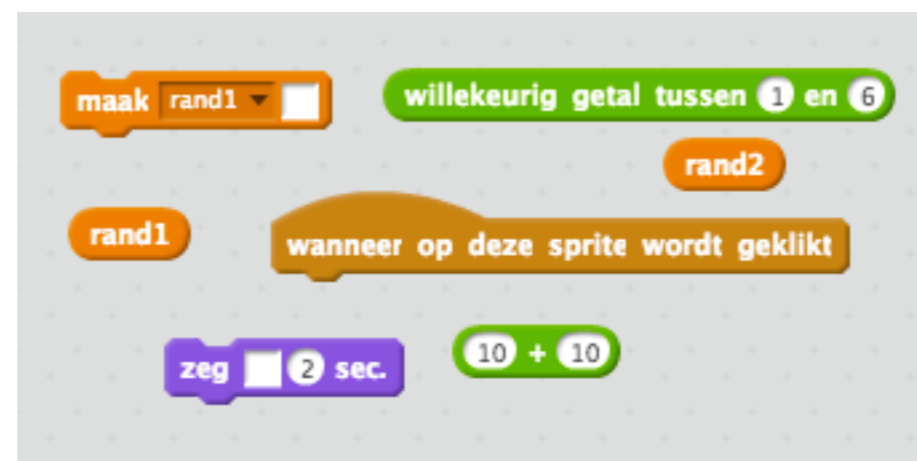 maak rand1
willekeurig getal tussen 1 en 6
rand2
rand1
wanneer op deze sprite wordt geklikt
zeg 2 sec.
10 + 10